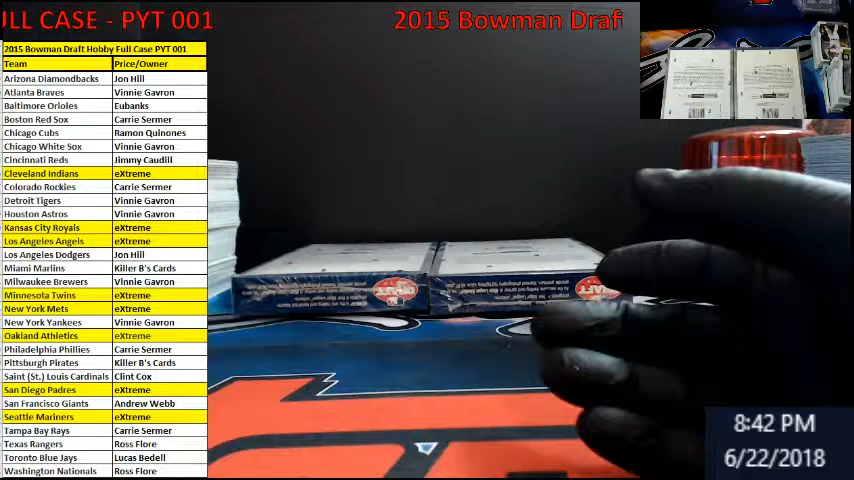 ULL CASE - PYT 001
2015 Bowman Draf
2015 Bowman Draft Hobby Full Case PYT 001
Team Price/Owner
Arizona Diamondbacks Jon Hill
Atlanta Braves Vinnie Gavron
Baltimore Orioles Eubanks
Boston Red Sox Carrie Sermer
Chicago Cubs Ramon Quinones
Chicago White Sox Vinnie Gavron
Cincinnati Reds Jimmy Caudill
Cleveland Indians eXtreme
Colorado Rockies Carrie Sermer
Detroit Tigers Vinnie Gavron
Houston Astros Vinnie Gavron
Kansas City Royals eXtreme
Los Angeles Angels eXtreme
Los Angeles Dodgers Jon Hill
Miami Marlins Killer B's Cards
Milwaukee Brewers Vinnie Gavron
Minnesota Twins eXtreme
New York Mets eXtreme
New York Yankees Vinnie Gavron
Oakland Athletics eXtreme
Philadelphia Phillies Carrie Sermer
Pittsburgh Pirates Killer B's Cards
Saint (St.) Louis Cardinals Clint Cox
San Diego Padres eXtreme
San Francisco Giants Andrew Webb
Seattle Mariners eXtreme
Tampa Bay Rays Carrie Sermer
Texas Rangers Ross Flore
Toronto Blue Jays Lucas Bedell
Washington Nationals Ross Flore
DRAFT
8:42 PM
6/22/2018